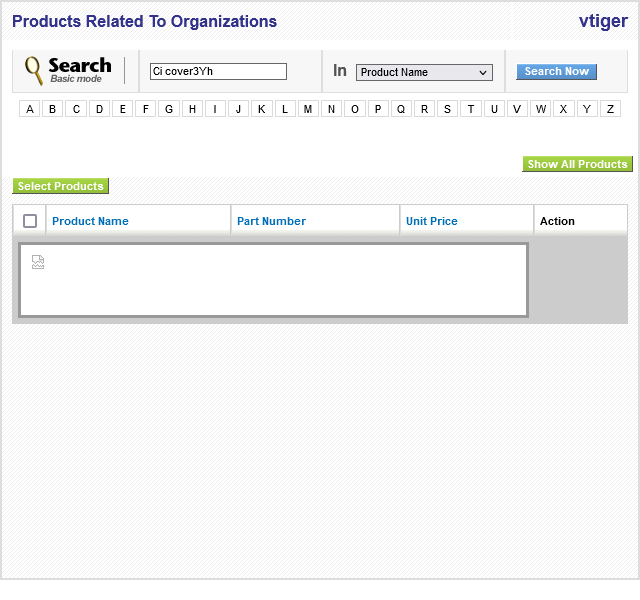 Products Related To Organizations
vtiger
Search
Basic mode
Ci cover3Yh
In
Product Name
Search Now
A B C D E F G H I J K L M N O P Q R S T U V W X Y Z
Show All Products
Select Products
Product Name Part Number Unit Price Action